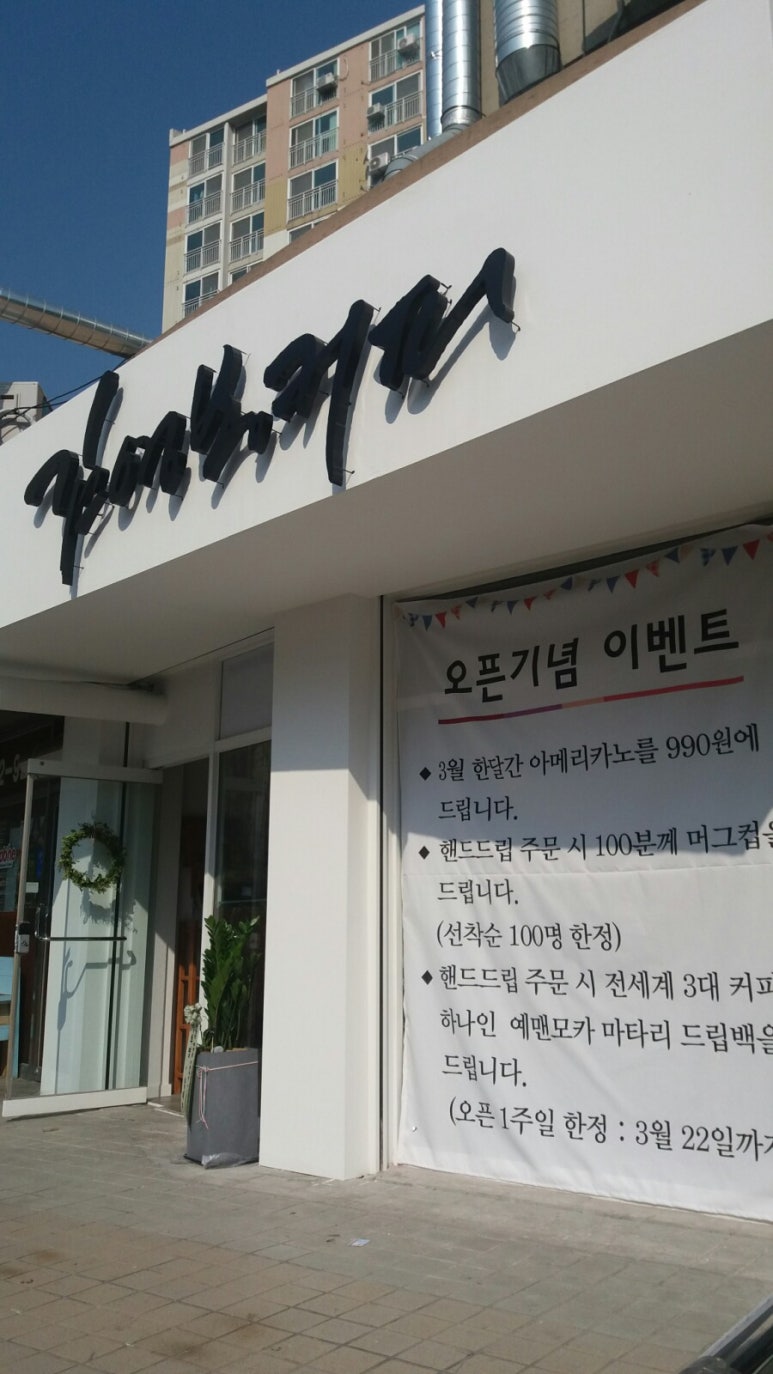 커피
오픈기념 이벤트
◆ 3월 한달간 아메리카노를 990원에
드립니다.
◆ 핸드드립 주문 시 100분께 머그컵을
드립니다.
(선착순 100명 한정)
◆ 핸드드립 주문 시 전세계 3대 커피
하나인 예맨모카 마타리 드립백을
드립니다.
(오픈 1주일 한정 : 3월 22일까지